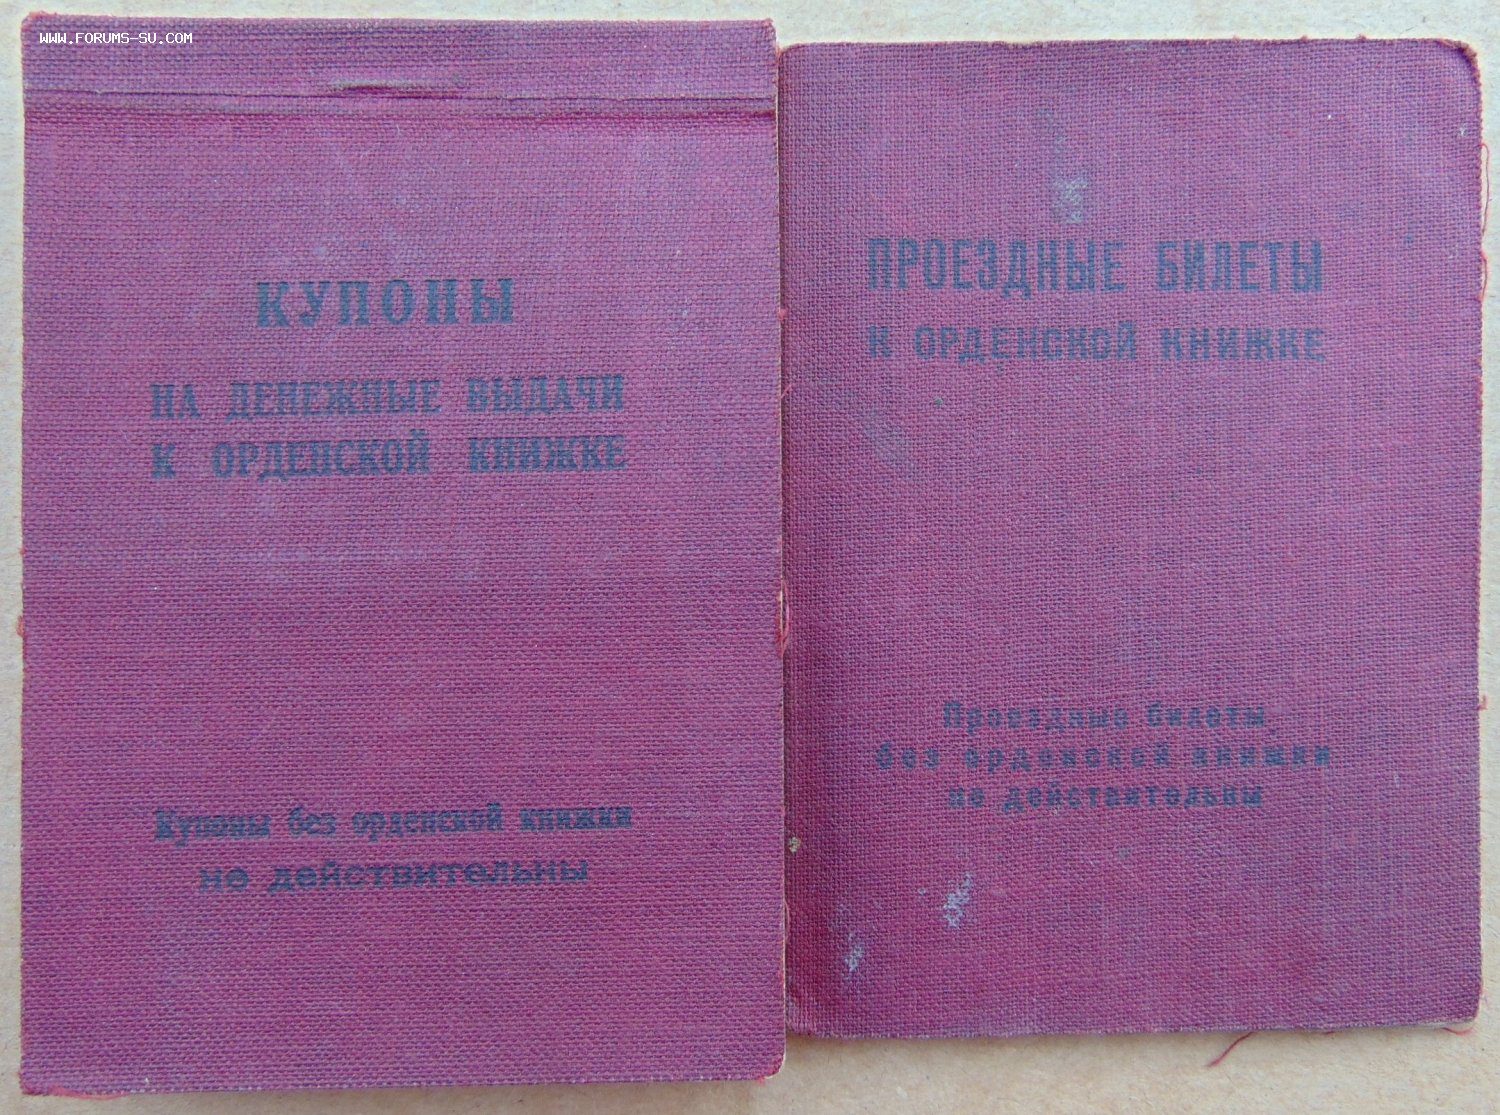 WWW.FORUMS-SU.COM
КУПОНЫ
НА ДЕНЕЖНЫЕ ВЫДАЧИ
К ОРДЕНСКОЙ КНИЖКЕ
Купоны без орденской книжки
не действительны
ПРОЕЗДНЫЕ БИЛЕТЫ
К ОРДЕНСКОЙ КНИЖКЕ
Проездные билеты
без орденской книжки
не действительны